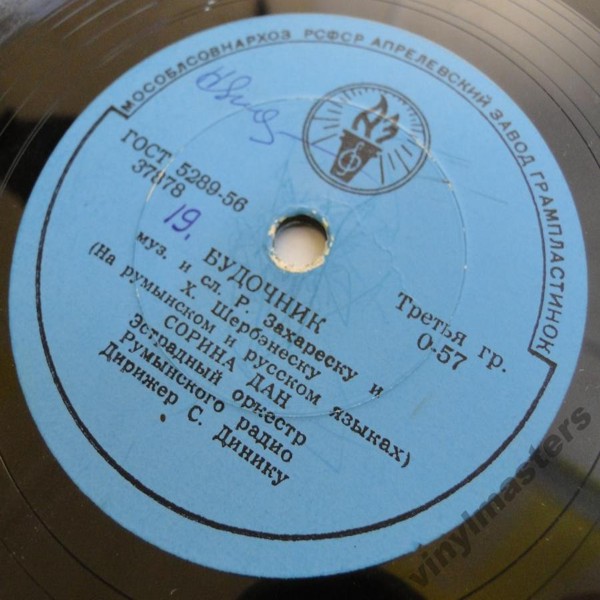 МОСОБЛСОВНАРХОЗ РСФСР АПРЕЛЕВСКИЙ ЗАВОД ГРАМПЛАСТИНОК
ГОСТ 5289-56
37878
19.
Третья гр.
0-57
БУДОЧНИК
муз. и сл. Р. Захареску и
Х. Щербэнеску
(На румынском и русском языках)
СОРИНА ДАН
Эстрадный оркестр
Румынского радио
Дирижер С. Динику
vinylmasters